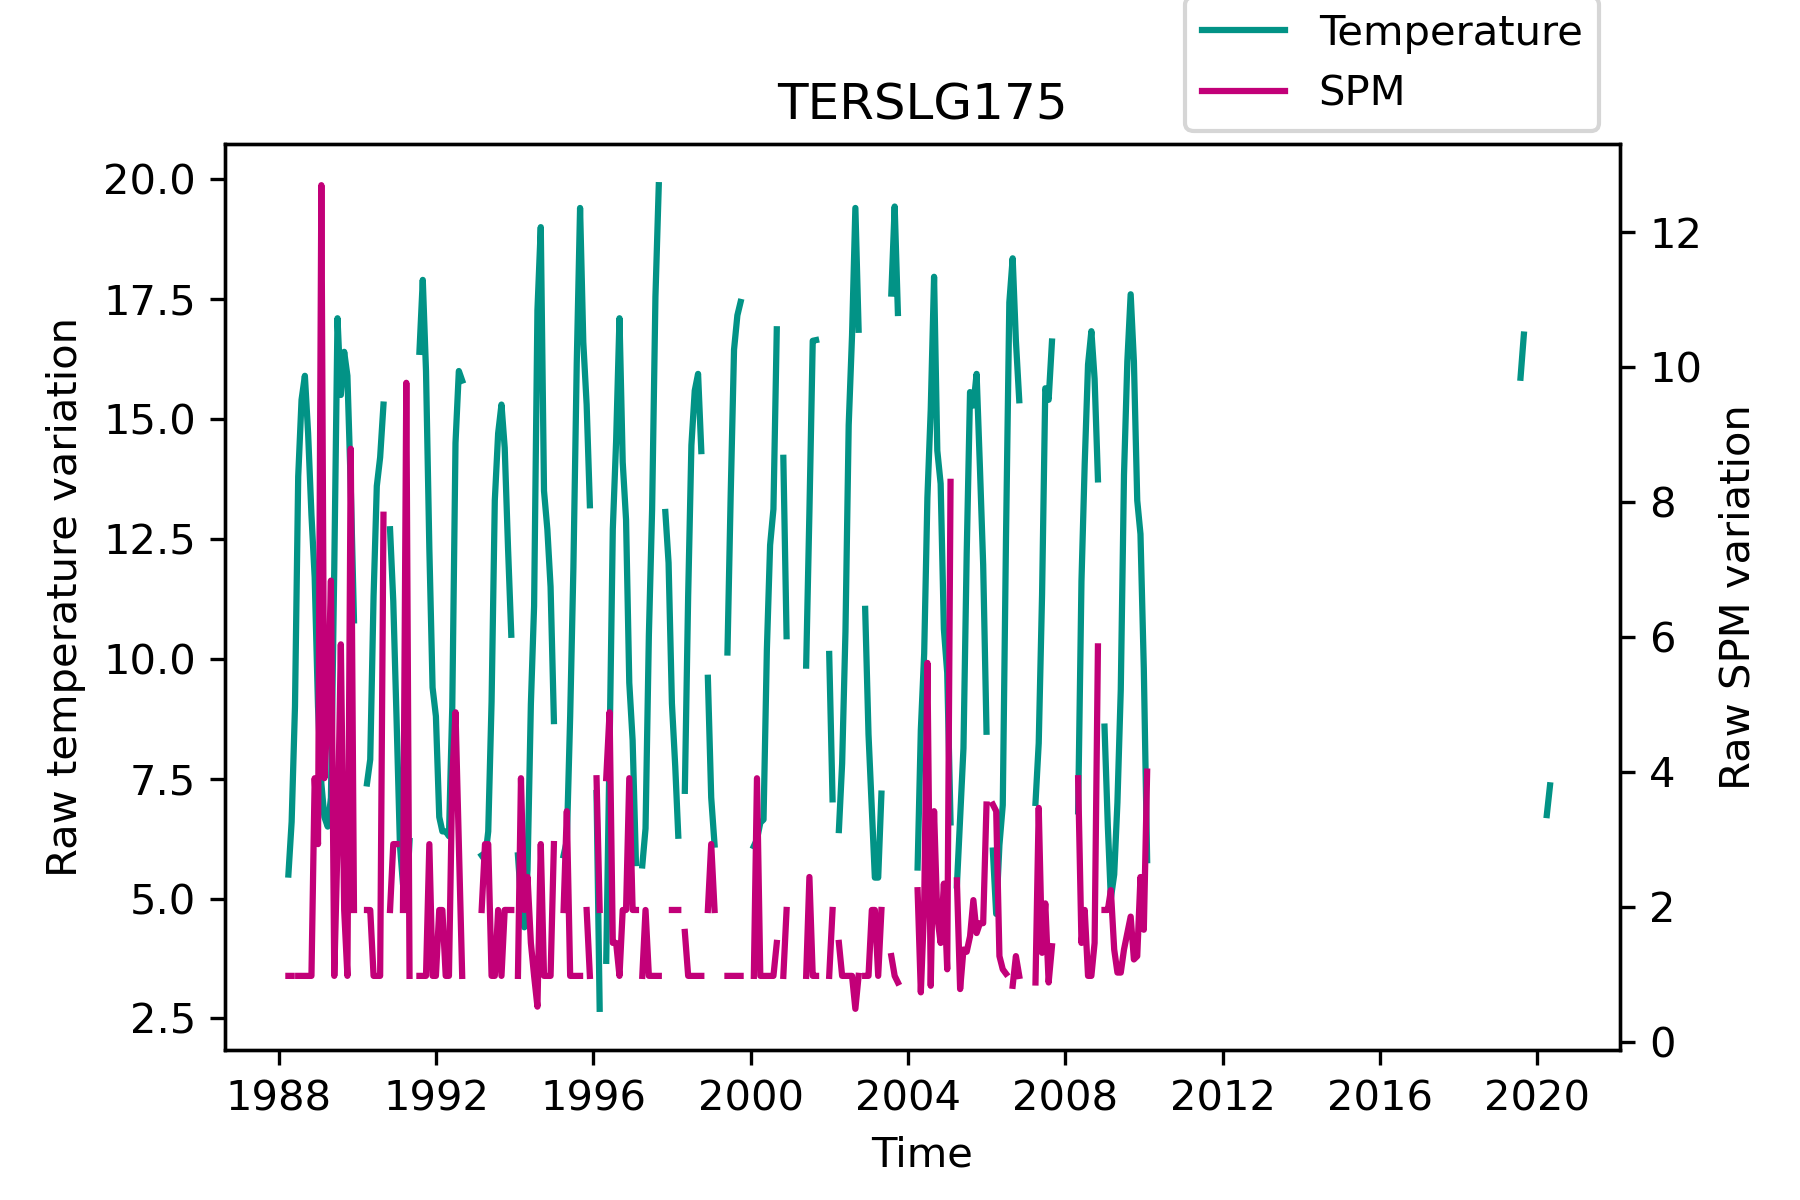 Temperature
SPM
TERSLG175
Raw temperature variation
20.0
17.5
15.0
12.5
10.0
7.5
5.0
2.5
12
10
8
6
4
2
0
Raw SPM variation
1988 1992 1996 2000 2004 2008 2012 2016 2020
Time